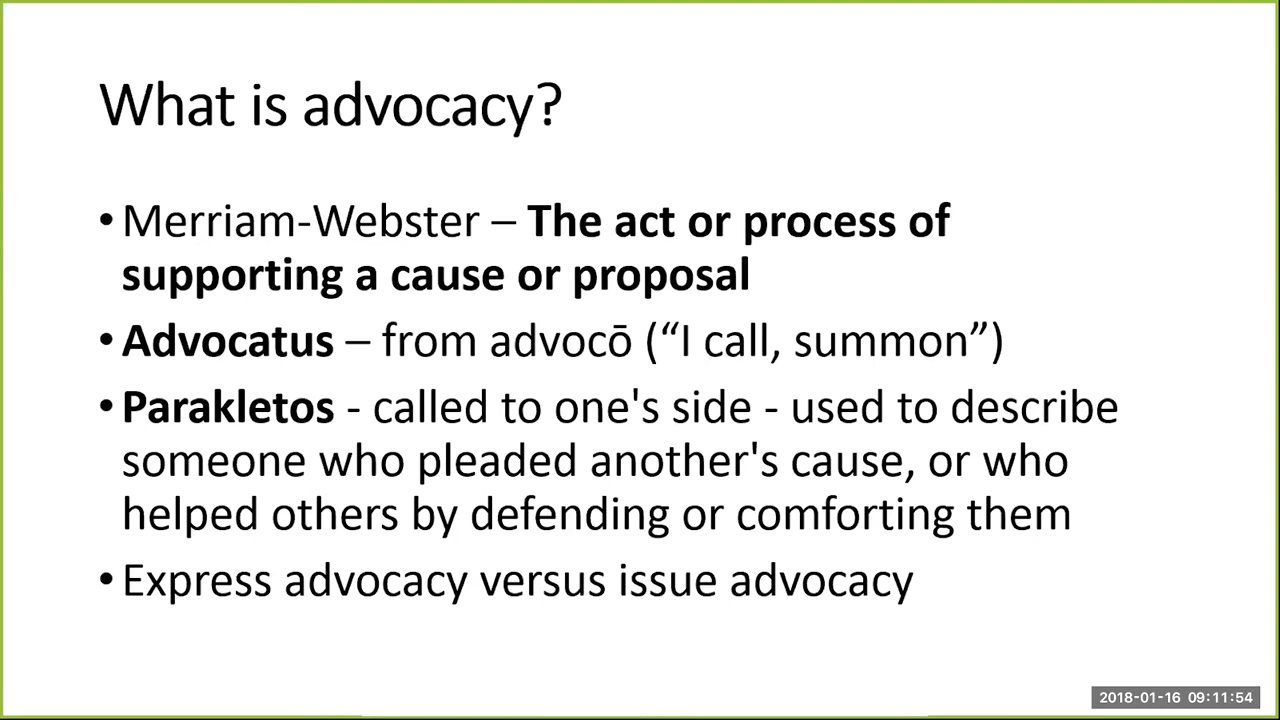 What is advocacy?
• Merriam-Webster – The act or process of
supporting a cause or proposal
• Advocatus – from advocō (“I call, summon”)
• Parakletos - called to one's side - used to describe
someone who pleaded another's cause, or who
helped others by defending or comforting them
• Express advocacy versus issue advocacy
2018-01-16 09:11:54